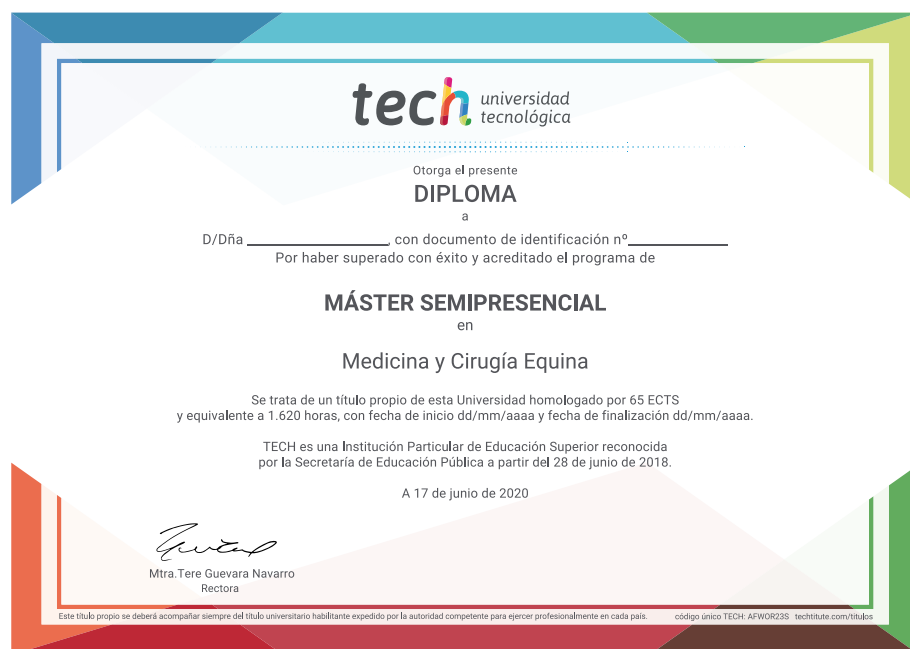 tech universidad
tecnológica
Otorga el presente
DIPLOMA
a
D/Dña ____________________, con documento de identificación nº______________
Por haber superado con éxito y acreditado el programa de
MÁSTER SEMIPRESENCIAL
en
Medicina y Cirugía Equina
Se trata de un título propio de esta Universidad homologado por 65 ECTS
y equivalente a 1.620 horas, con fecha de inicio dd/mm/aaaa y fecha de finalización dd/mm/aaaa.
TECH es una Institución Particular de Educación Superior reconocida
por la Secretaría de Educación Pública a partir del 28 de junio de 2018.
A 17 de junio de 2020
Mtra.Tere Guevara Navarro
Rectora
Este título propio se deberá acompañar siempre del título universitario habilitante expedido por la autoridad competente para ejercer profesionalmente en cada país. código único TECH: AFWOR23S techtitute.com/titulos